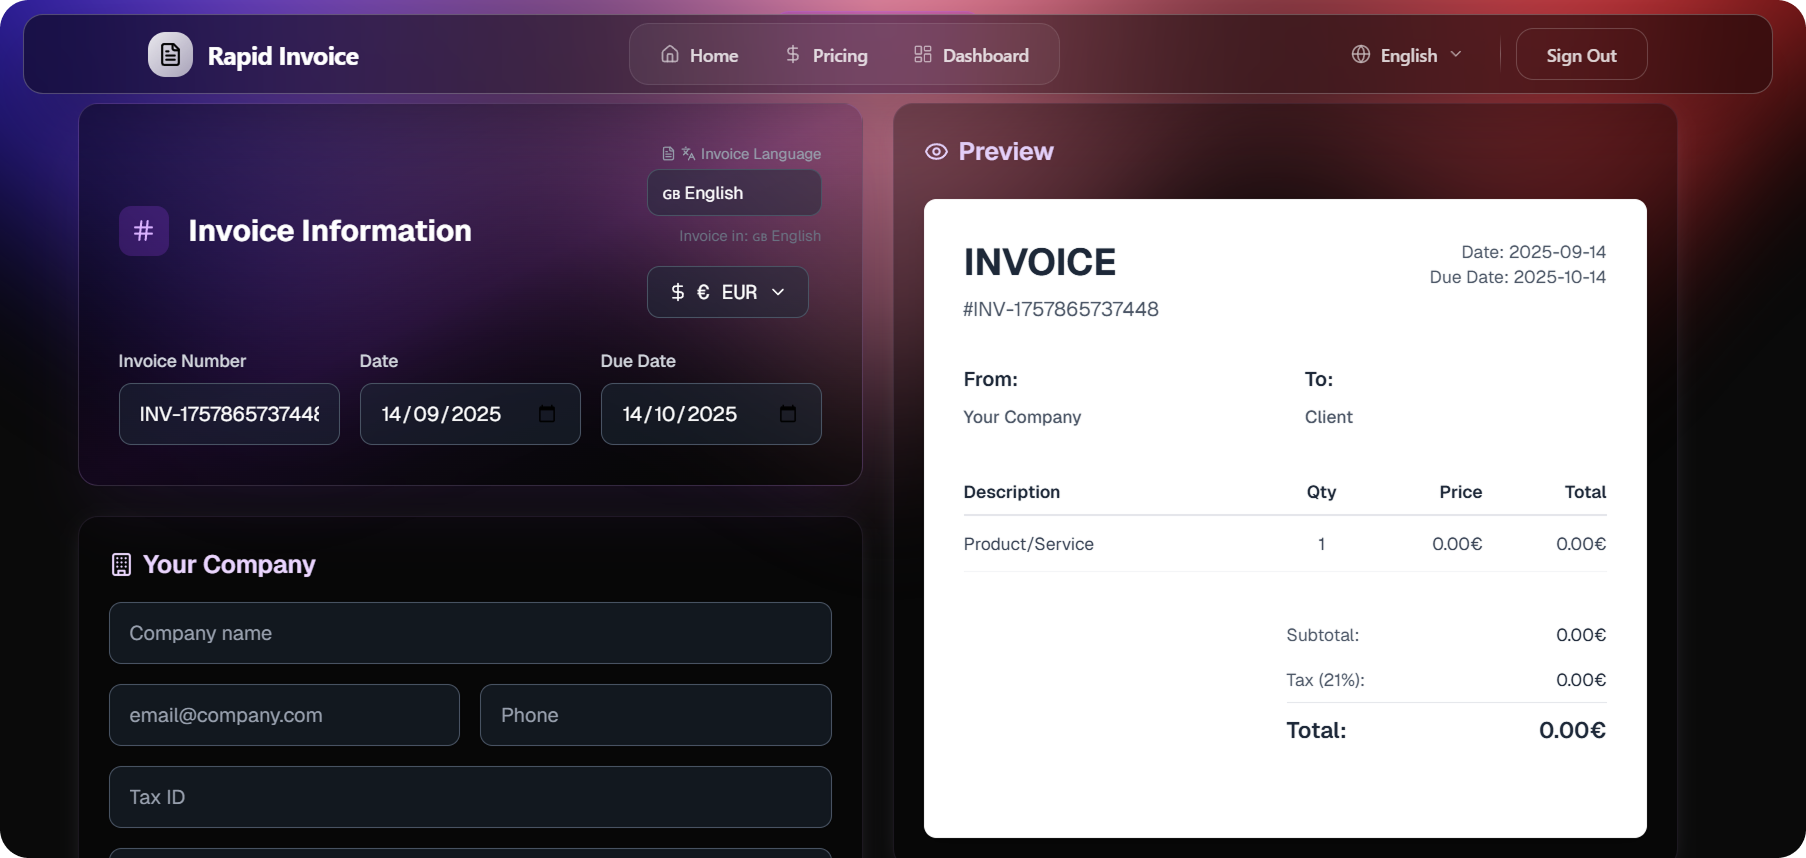 Rapid Invoice
Home
Pricing
Dashboard
English
Sign Out
Invoice Language
GB English
Invoice in: GB English
# Invoice Information
$ € EUR
Invoice Number
Date
Due Date
INV-1757865737448
14/09/2025
14/10/2025
Your Company
Company name
email@company.com
Phone
Tax ID
Preview
INVOICE
Date: 2025-09-14
Due Date: 2025-10-14
#INV-1757865737448
From:
To:
Your Company
Client
Description Qty Price Total
Product/Service 1 0.00€ 0.00€
Subtotal: 0.00€
Tax (21%): 0.00€
Total: 0.00€